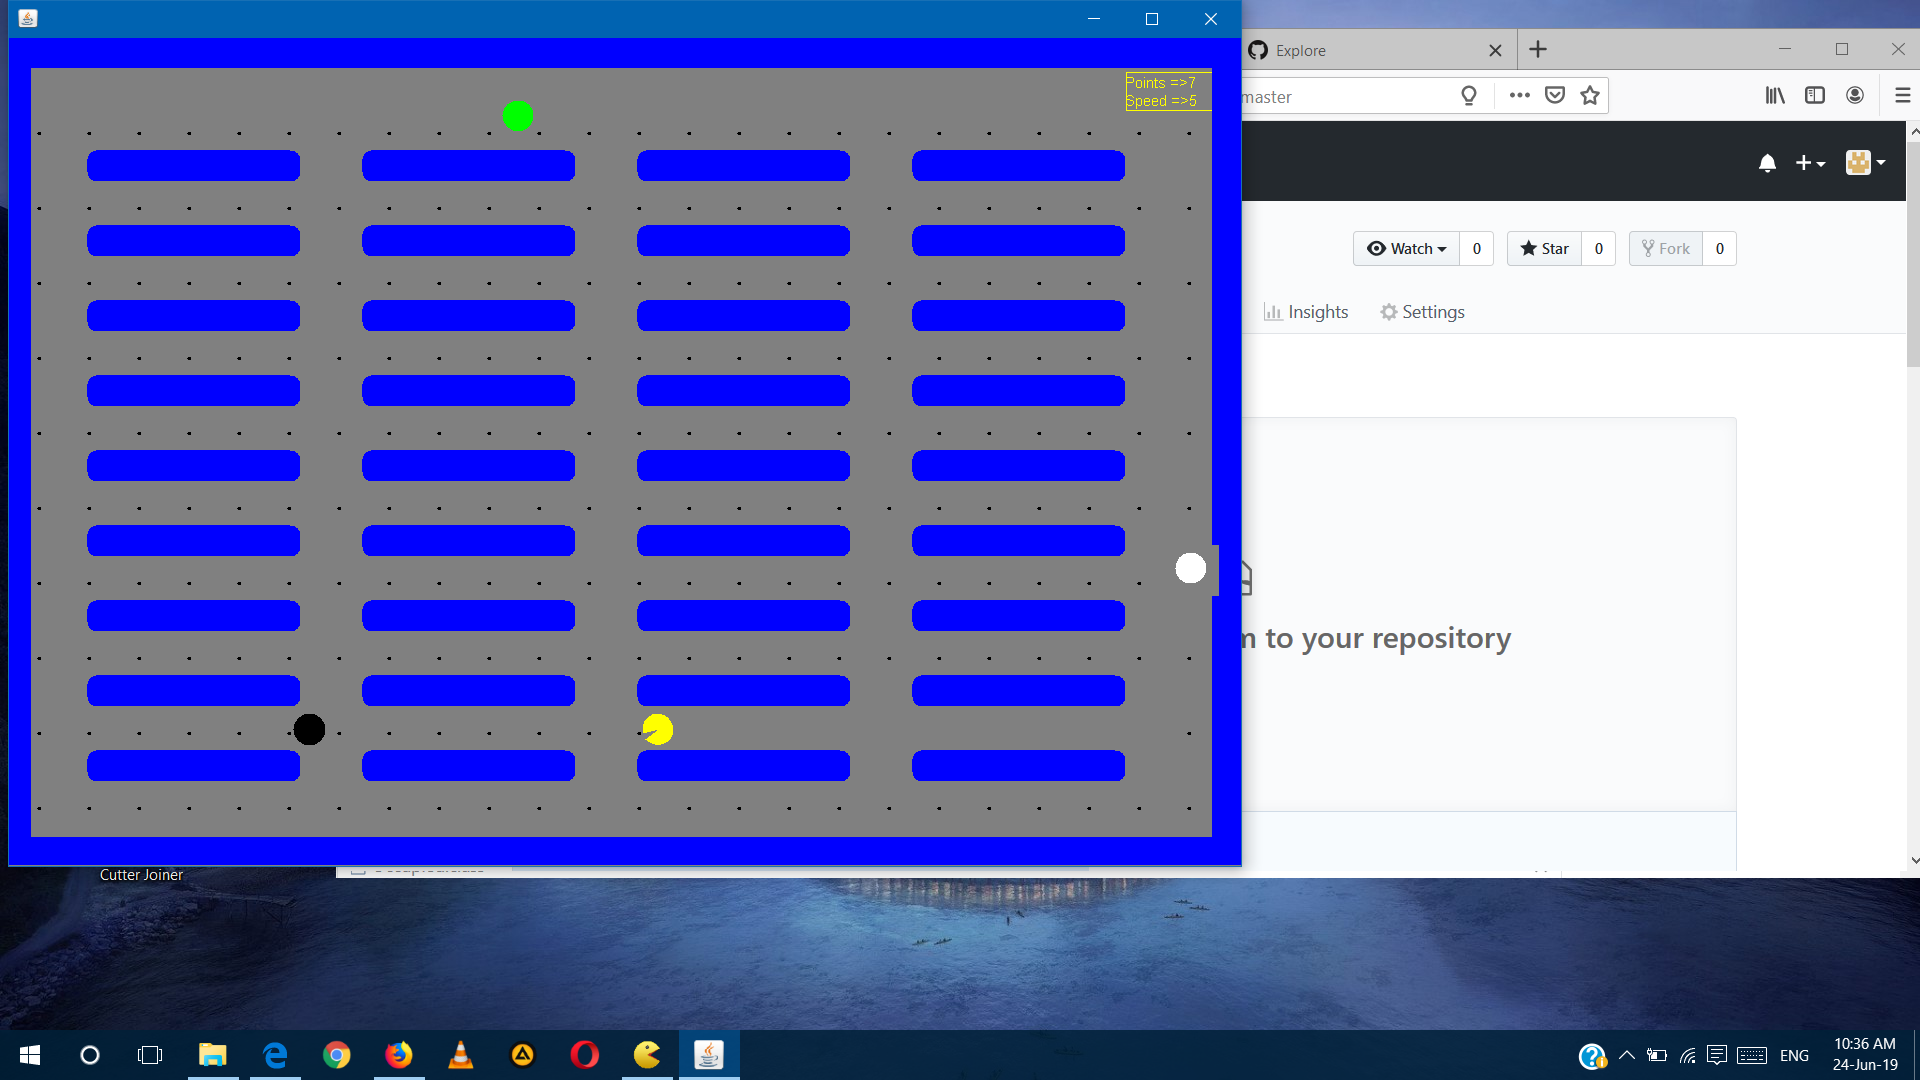 Explore
master
Points =>7
Speed =>5
Watch
0
Star
0
Fork
0
Insights
Settings
to your repository
Cutter Joiner
ENG
10:36 AM
24-Jun-19